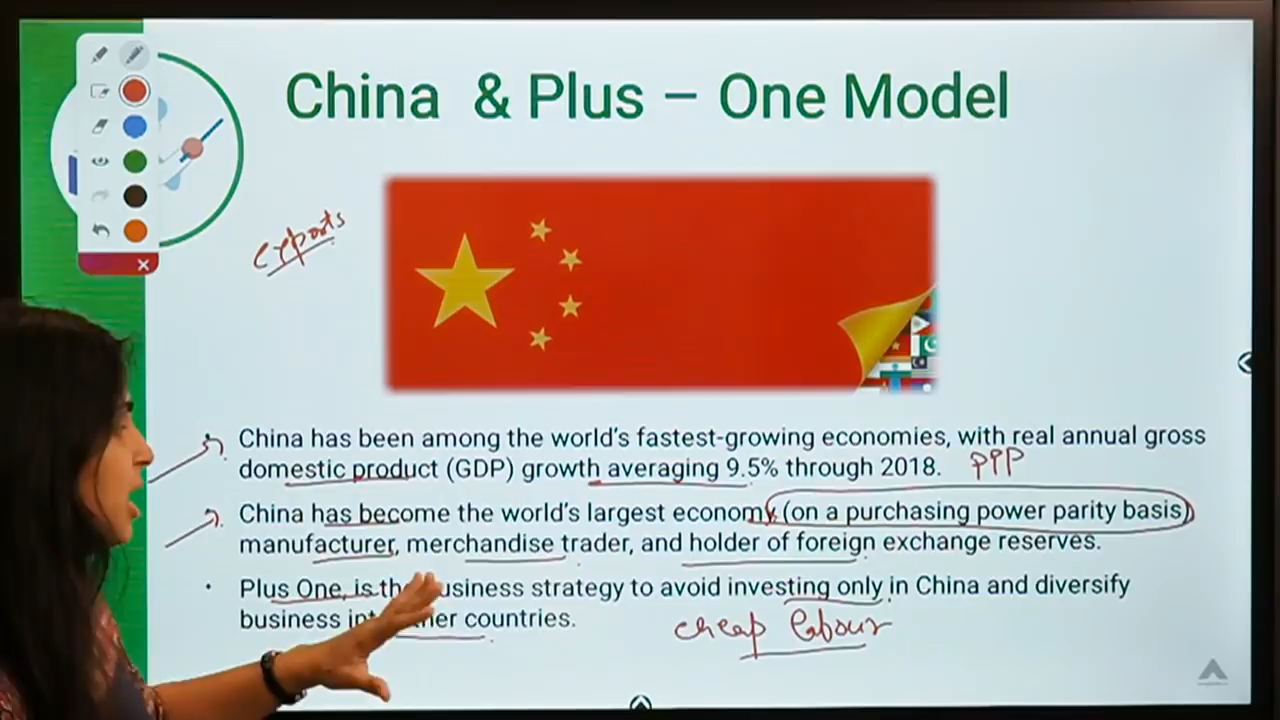 China & Plus – One Model
exports
China has been among the world's fastest-growing economies, with real annual gross
domestic product (GDP) growth averaging 9.5% through 2018. PPP
China has become the world's largest economy (on a purchasing power parity basis)
manufacturer, merchandise trader, and holder of foreign exchange reserves.
Plus One, is the business strategy to avoid investing only in China and diversify
business into other countries.
cheap labour